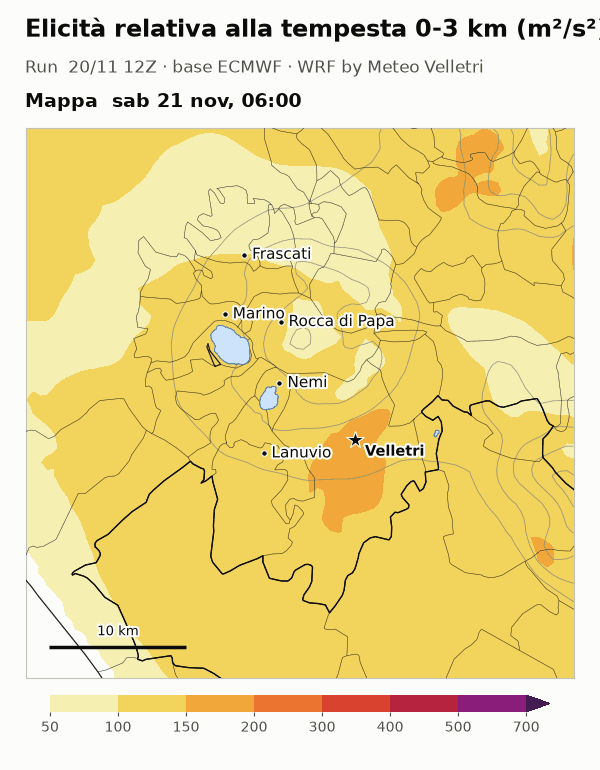 Elicità relativa alla tempesta 0-3 km (m²/s²)
Run  20/11 12Z · base ECMWF · WRF by Meteo Velletri
Mappa  sab 21 nov, 06:00
Frascati
Marino
Rocca di Papa
Nemi
Velletri
Lanuvio
10 km
50 100 150 200 300 400 500 700